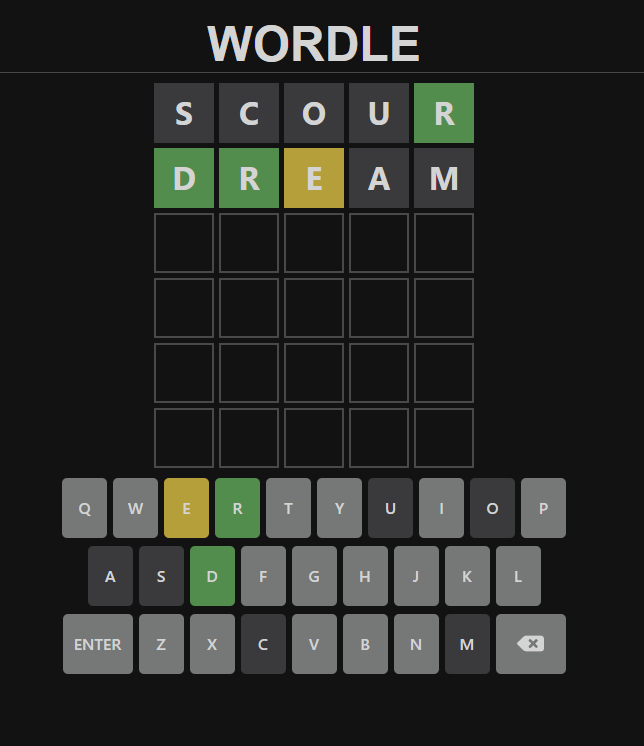 WORDLE
S C O U R
D R E A M
Q W E R T Y U I O P
A S D F G H J K L
ENTER Z X C V B N M